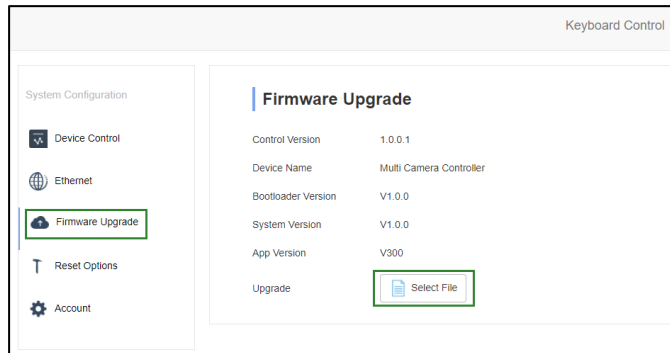 Keyboard Control
System Configuration
Device Control
Ethernet
Firmware Upgrade
Reset Options
Account
Firmware Upgrade
Control Version 1.0.0.1
Device Name Multi Camera Controller
Bootloader Version V1.0.0
System Version V1.0.0
App Version V300
Upgrade Select File